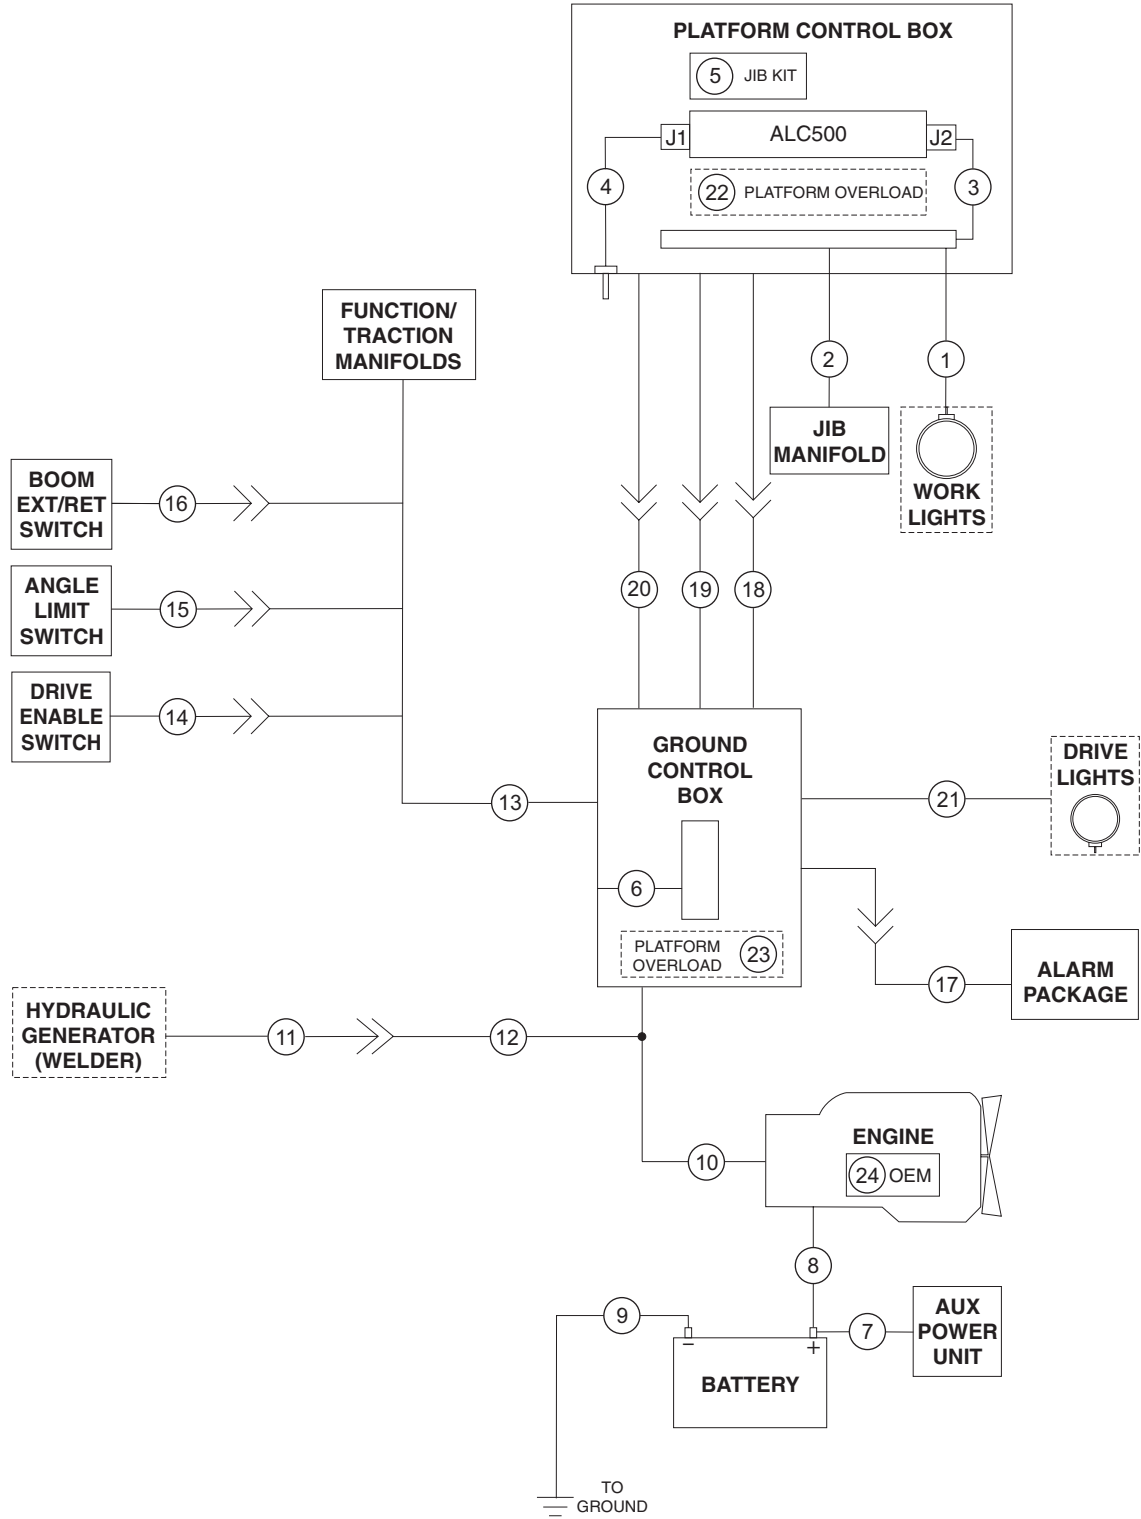 PLATFORM CONTROL BOX
5 JIB KIT
J1
ALC500
J2
4
22 PLATFORM OVERLOAD
3
FUNCTION/
TRACTION
MANIFOLDS
2
1
JIB
MANIFOLD
WORK
LIGHTS
BOOM
EXT/RET
SWITCH
16
ANGLE
LIMIT
SWITCH
15
DRIVE
ENABLE
SWITCH
14
20
19
18
GROUND
CONTROL
BOX
13
6
PLATFORM
OVERLOAD
23
21
DRIVE
LIGHTS
17
ALARM
PACKAGE
HYDRAULIC
GENERATOR
(WELDER)
11
12
10
ENGINE
24 OEM
8
9
7
AUX
POWER
UNIT
–
+
BATTERY
TO
GROUND